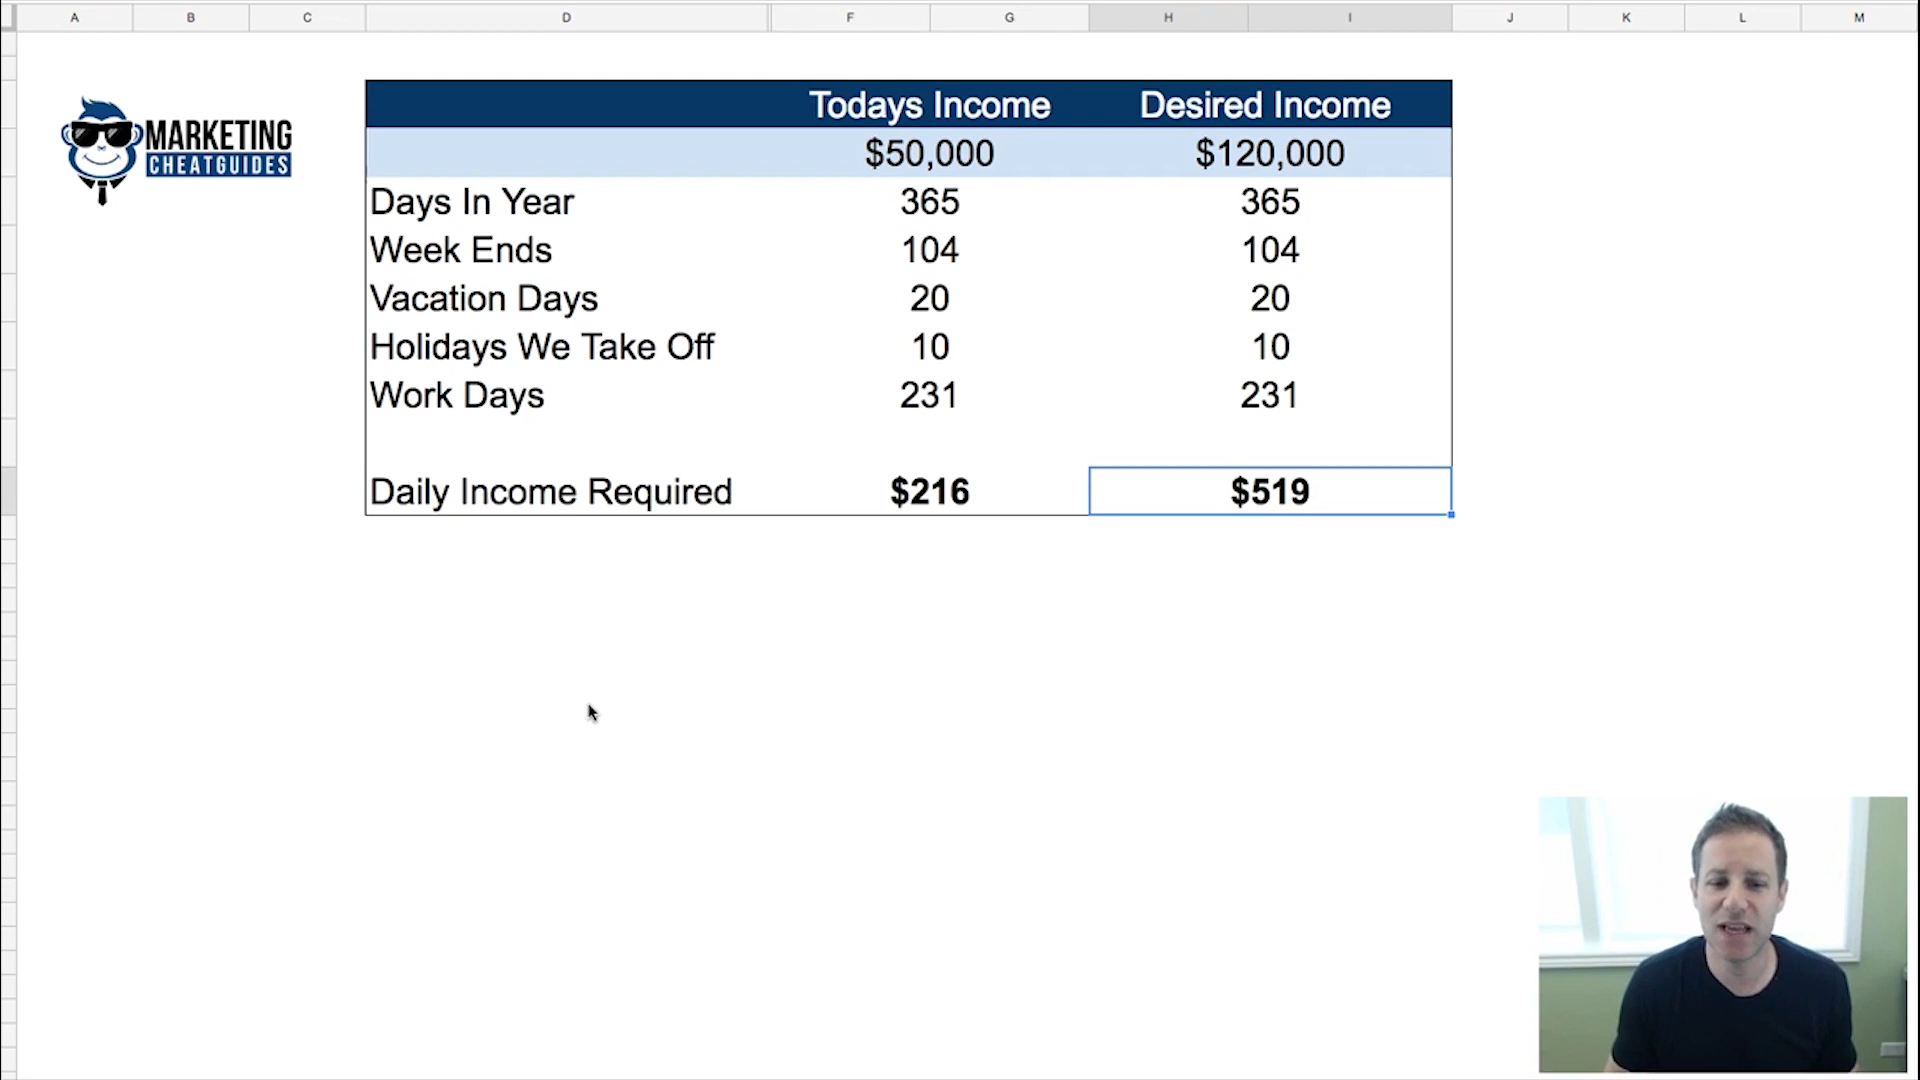 A B C D F G H I J K L M
MARKETING
CHEATGUIDES
Todays Income Desired Income
$50,000 $120,000
Days In Year 365 365
Week Ends 104 104
Vacation Days 20 20
Holidays We Take Off 10 10
Work Days 231 231
Daily Income Required $216 $519